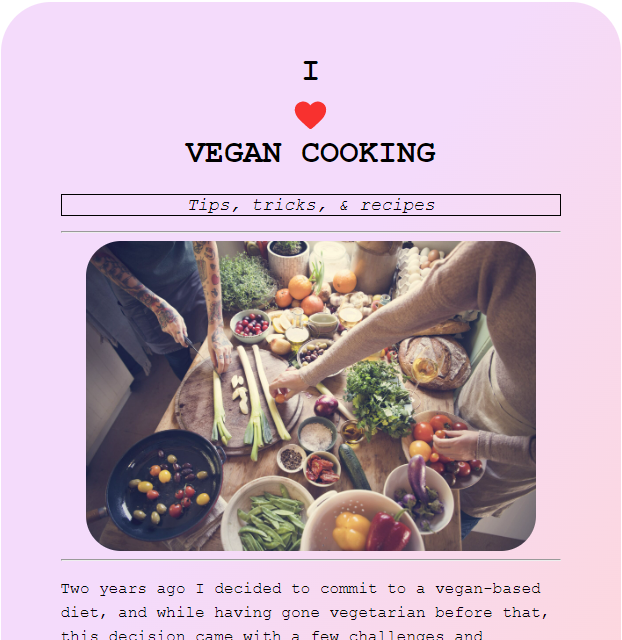 I
❤
VEGAN COOKING
Tips, tricks, & recipes
Two years ago I decided to commit to a vegan-based
diet, and while having gone vegetarian before that,
this decision came with a few challenges and